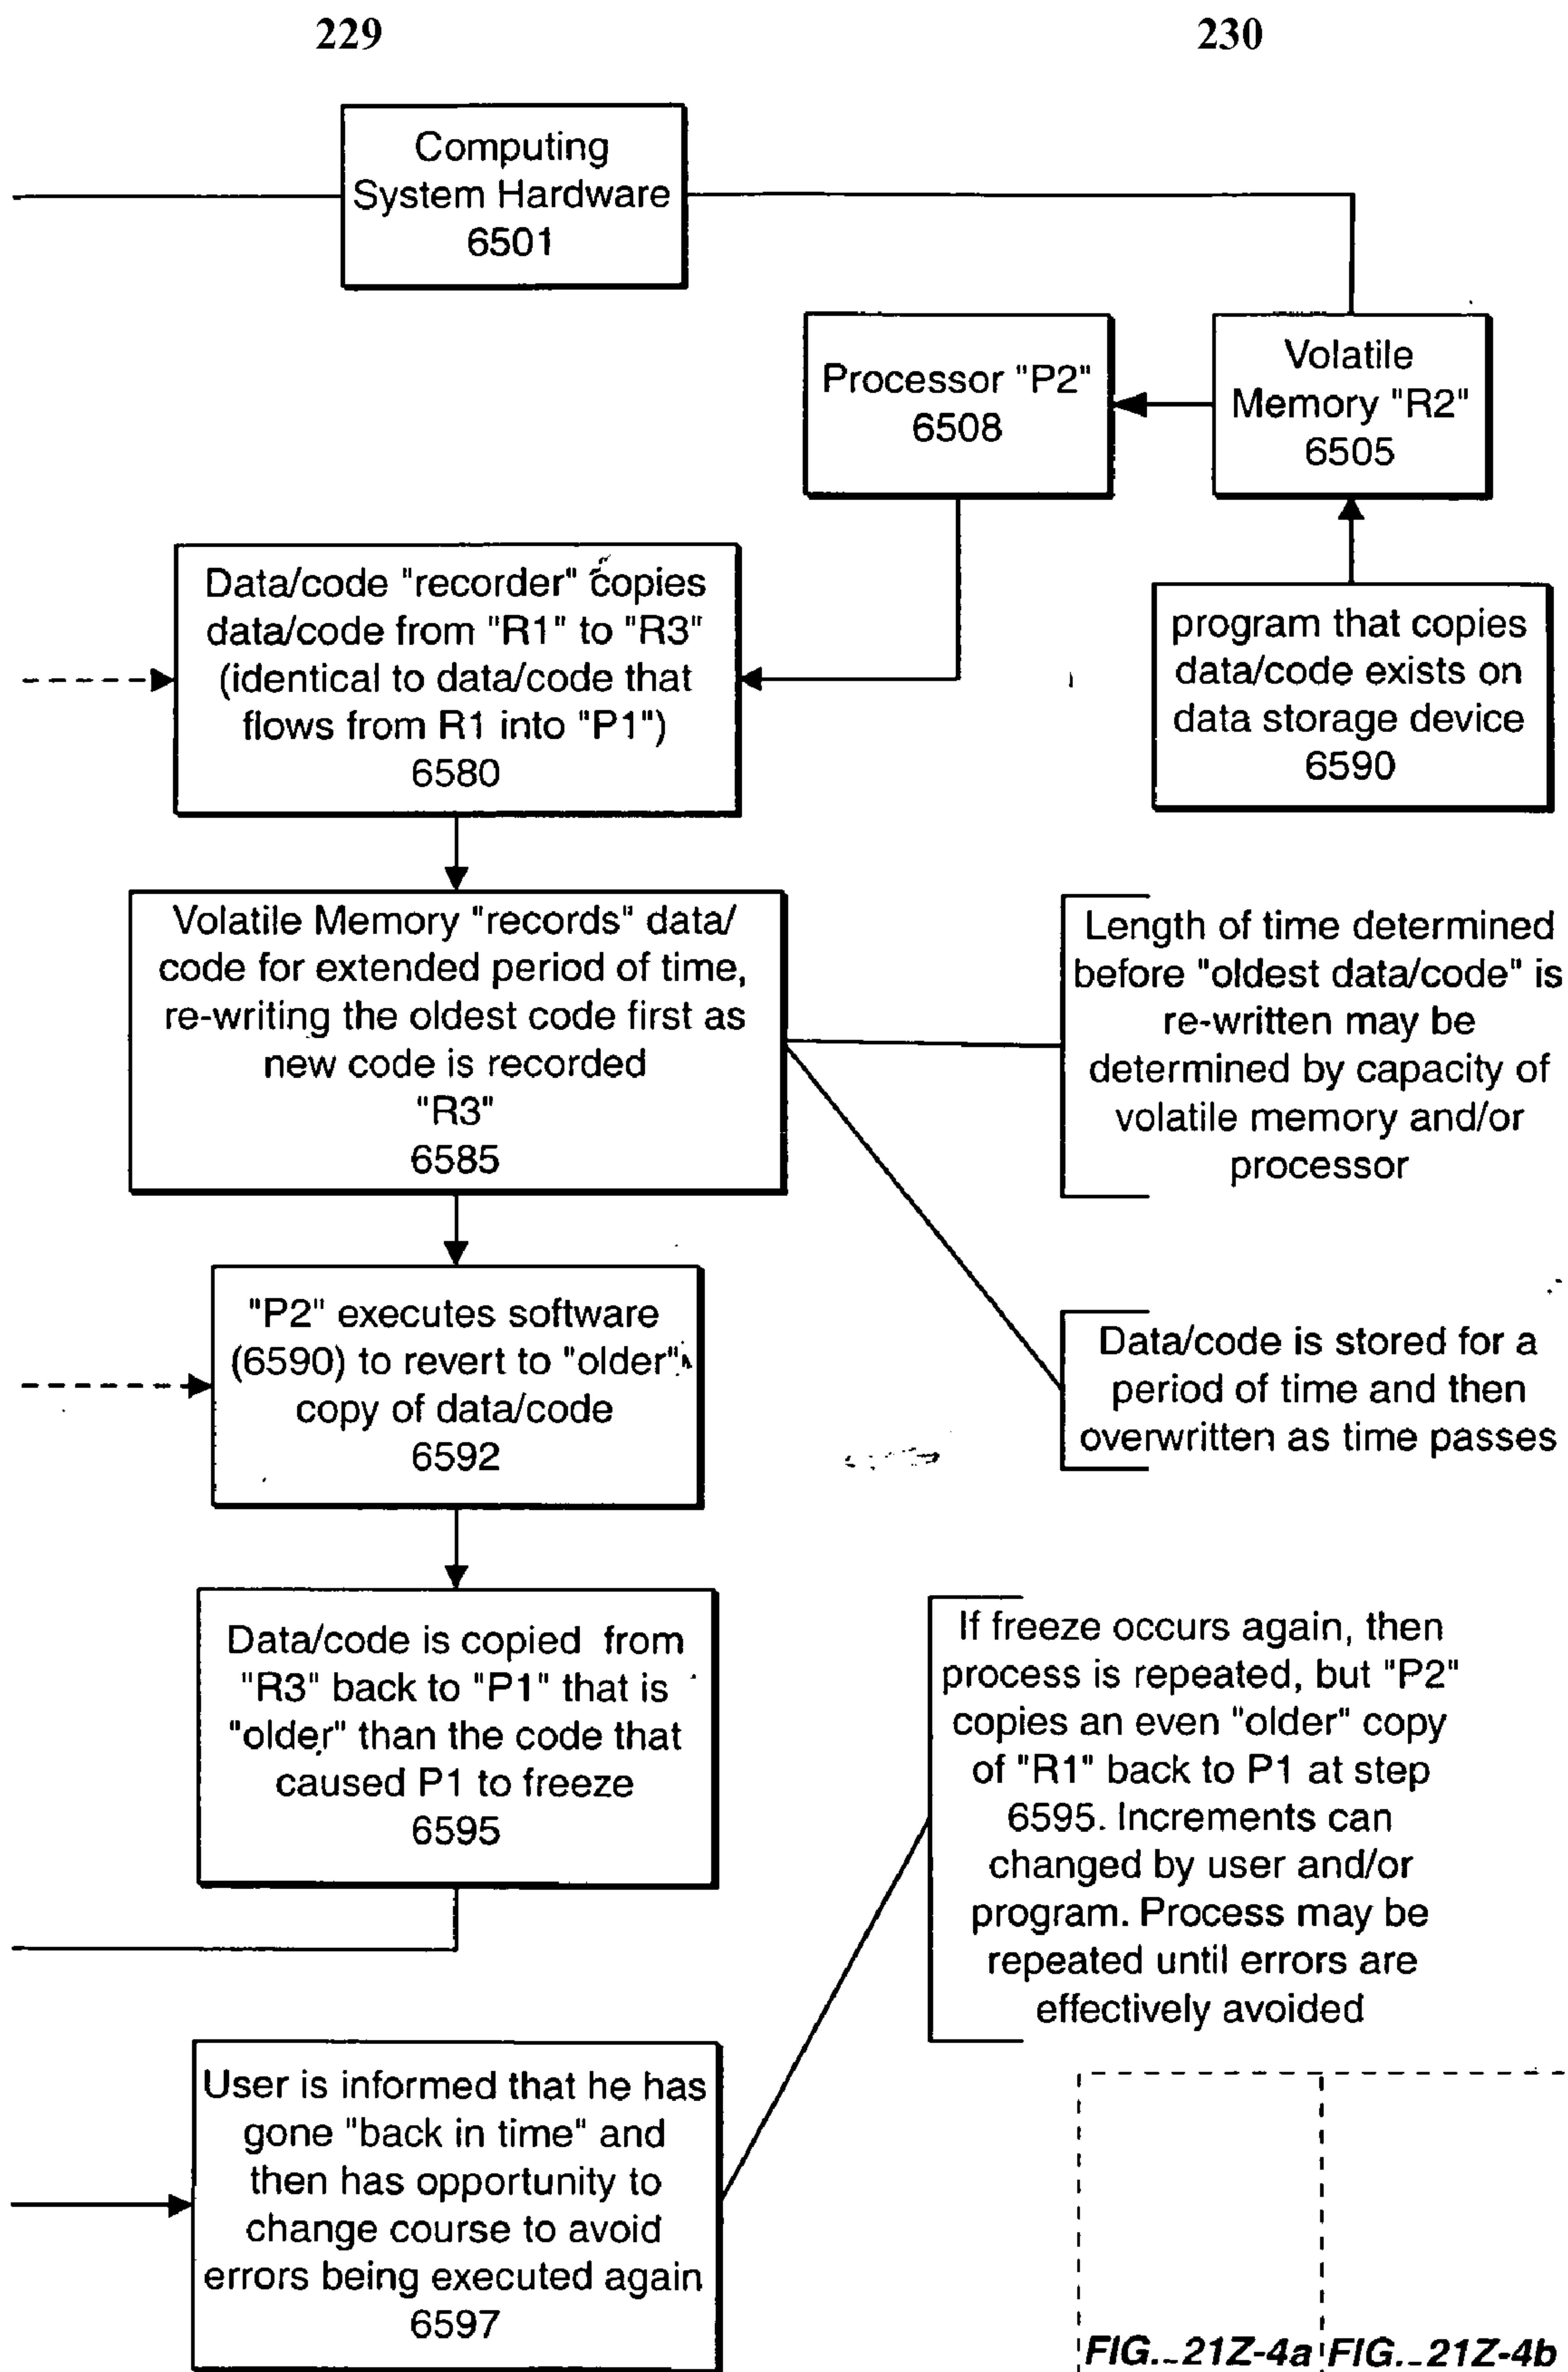 229
230
Computing
System Hardware
6501
Processor "P2"
6508
Volatile
Memory "R2"
6505
Data/code "recorder" copies
data/code from "R1" to "R3"
(identical to data/code that
flows from R1 into "P1")
6580
program that copies
data/code exists on
data storage device
6590
Volatile Memory "records" data/
code for extended period of time,
re-writing the oldest code first as
new code is recorded
"R3"
6585
Length of time determined
before "oldest data/code" is
re-written may be
determined by capacity of
volatile memory and/or
processor
"P2" executes software
(6590) to revert to "older"
copy of data/code
6592
Data/code is stored for a
period of time and then
overwritten as time passes
Data/code is copied from
"R3" back to "P1" that is
"older" than the code that
caused P1 to freeze
6595
If freeze occurs again, then
process is repeated, but "P2"
copies an even "older" copy
of "R1" back to P1 at step
6595. Increments can
changed by user and/or
program. Process may be
repeated until errors are
effectively avoided
User is informed that he has
gone "back in time" and
then has opportunity to
change course to avoid
errors being executed again
6597
FIG._21Z-4a FIG._21Z-4b